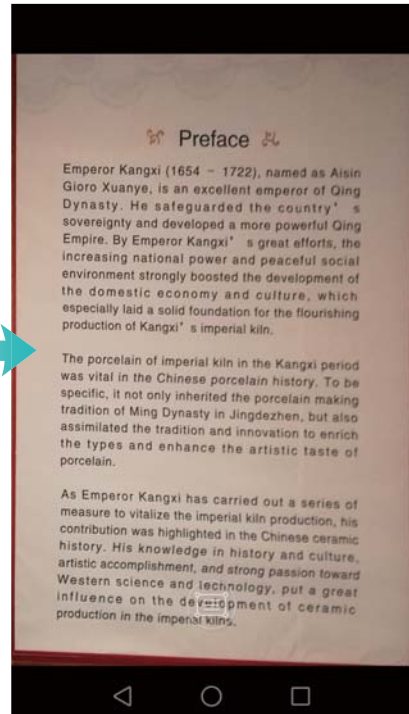 Preface
Emperor Kangxi (1654 - 1722), named as Aisin
Gioro Xuanye, is an excellent emperor of Qing
Dynasty. He safeguarded the country' s
sovereignty and developed a more powerful Qing
Empire. By Emperor Kangxi' s great efforts, the
increasing national power and peaceful social
environment strongly boosted the development of
the domestic economy and culture, which
especially laid a solid foundation for the flourishing
production of Kangxi' s imperial kiln.
The porcelain of imperial kiln in the Kangxi period
was vital in the Chinese porcelain history. To be
specific, it not only inherited the porcelain making
tradition of Ming Dynasty in Jingdezhen, but also
assimilated the tradition and innovation to enrich
the types and enhance the artistic taste of
porcelain.
As Emperor Kangxi has carried out a series of
measure to vitalize the imperial kiln production, his
contribution was highlighted in the Chinese ceramic
history. His knowledge in history and culture,
artistic accomplishment, and strong passion toward
Western science and technology, put a great
influence on the development of ceramic
production in the imperial kilns.